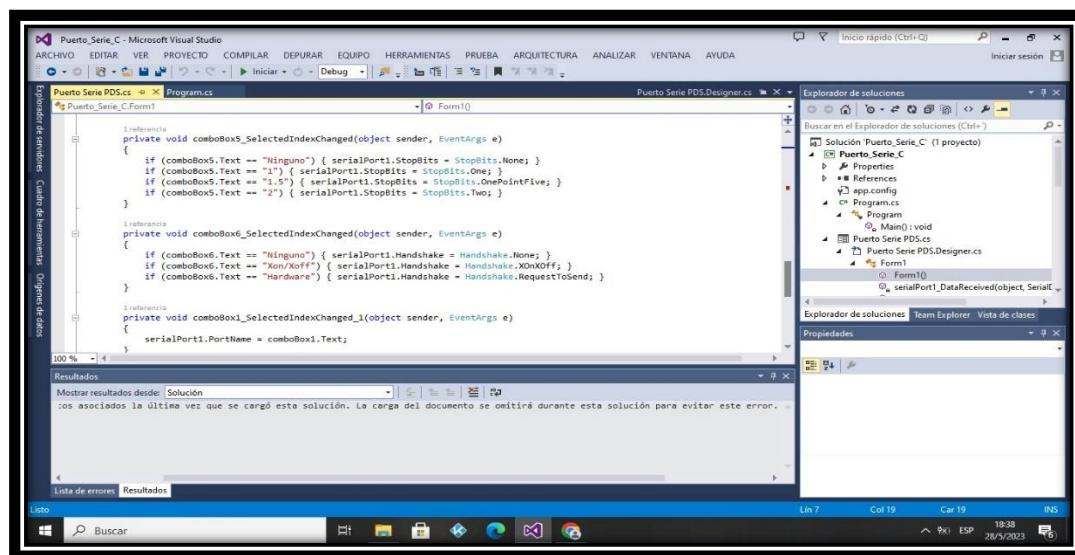 Puerto_Serie_C - Microsoft Visual Studio
Inicio rápido (Ctrl+Q)
ARCHIVO EDITAR VER PROYECTO COMPILAR DEPURAR EQUIPO HERRAMIENTAS PRUEBA ARQUITECTURA ANALIZAR VENTANA AYUDA
Iniciar sesión
Iniciar
Debug
Explorador de servidores
Cuadro de herramientas
Orígenes de datos
Puerto Serie PDS.cs
Program.cs
Puerto Serie PDS.Designer.cs
Puerto_Serie_C.Form1
Form1()
1 referencia
private void comboBox5_SelectedIndexChanged(object sender, EventArgs e)
{
if (comboBox5.Text == "Ninguno") { serialPort1.StopBits = StopBits.None; }
if (comboBox5.Text == "1") { serialPort1.StopBits = StopBits.One; }
if (comboBox5.Text == "1.5") { serialPort1.StopBits = StopBits.OnePointFive; }
if (comboBox5.Text == "2") { serialPort1.StopBits = StopBits.Two; }
}
1 referencia
private void comboBox6_SelectedIndexChanged(object sender, EventArgs e)
{
if (comboBox6.Text == "Ninguno") { serialPort1.Handshake = Handshake.None; }
if (comboBox6.Text == "Xon/Xoff") { serialPort1.Handshake = Handshake.XOnXOff; }
if (comboBox6.Text == "Hardware") { serialPort1.Handshake = Handshake.RequestToSend; }
}
1 referencia
private void comboBox1_SelectedIndexChanged_1(object sender, EventArgs e)
{
serialPort1.PortName = comboBox1.Text;
}
100 %
Resultados
Mostrar resultados desde: Solución
:os asociados la última vez que se cargó esta solución. La carga del documento se omitirá durante esta solución para evitar este error.
Lista de errores Resultados
Explorador de soluciones
Buscar en el Explorador de soluciones (Ctrl+´)
Solución 'Puerto_Serie_C' (1 proyecto)
Puerto_Serie_C
Properties
References
app.config
Program.cs
Program
Main() : void
Puerto Serie PDS.cs
Puerto Serie PDS.Designer.cs
Form1
Form1()
serialPort1_DataReceived(object, SerialD
Explorador de soluciones Team Explorer Vista de clases
Propiedades
Listo
Lín 7 Col 19 Car 19 INS
Buscar
ESP
18:38
28/5/2023